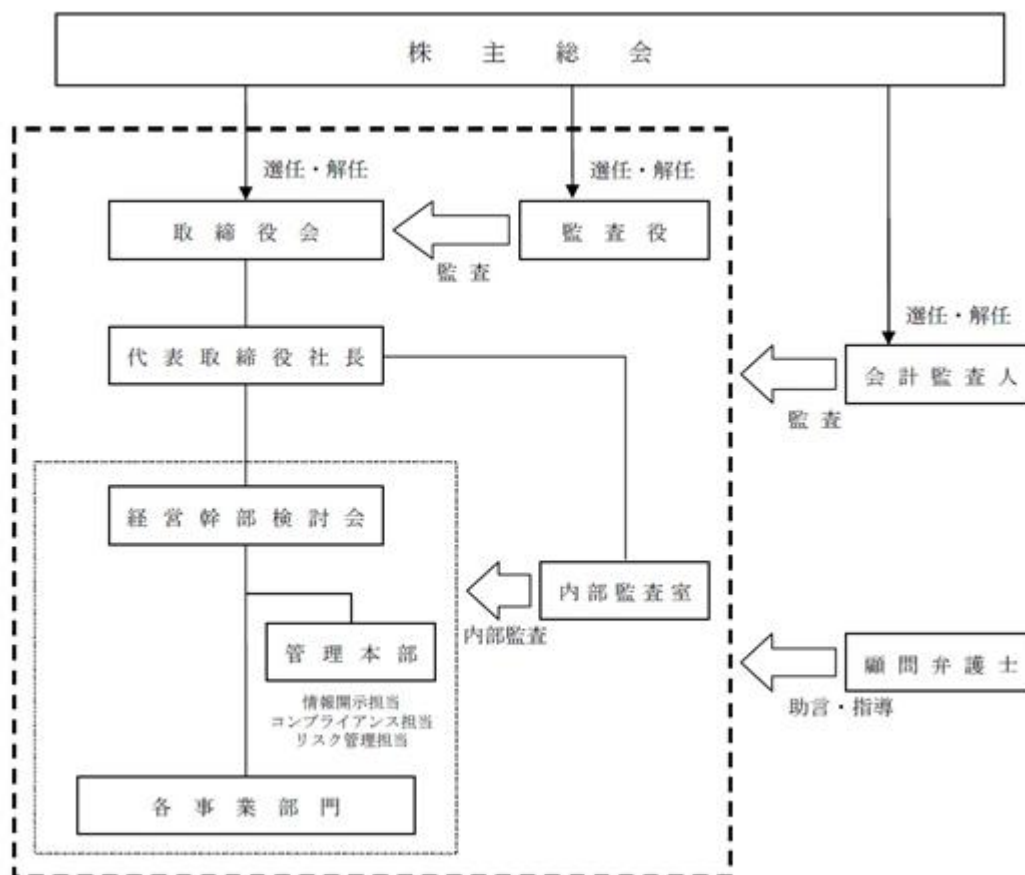 株主総会
選任・解任
選任・解任
取締役会
監査役
監査
選任・解任
代表取締役社長
会計監査人
監査
経営幹部検討会
内部監査室
内部監査
管理本部
顧問弁護士
情報開示担当
コンプライアンス担当
リスク管理担当
助言・指導
各事業部門